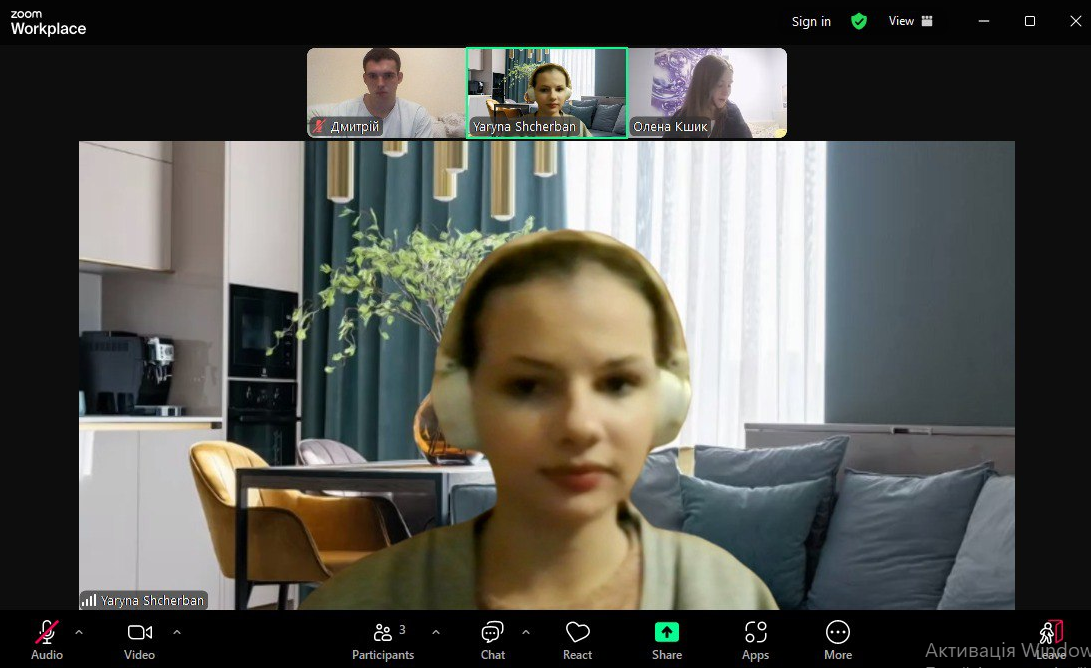 zoom
Workplace
Sign in
View
Дмитрій
Yaryna Shcherban
Олена Кшик
Yaryna Shcherban
Audio
Video
Participants
3
Chat
React
Share
Apps
More
Leave
Активація Window